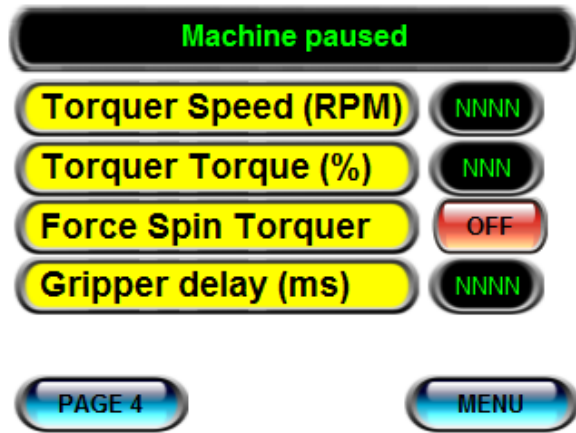 Machine paused
Torquer Speed (RPM) NNNN
Torquer Torque (%) NNN
Force Spin Torquer OFF
Gripper delay (ms) NNNN
PAGE 4 MENU